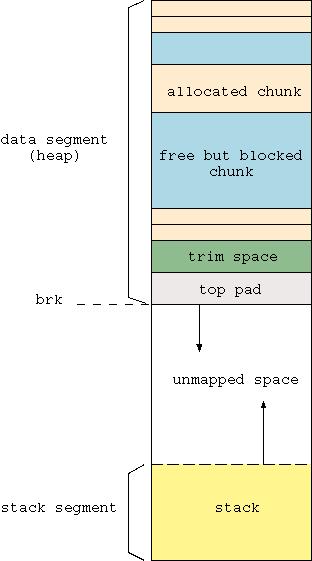 allocated chunk
data segment
(heap)
free but blocked
chunk
trim space
top pad
brk
unmapped space
stack segment
stack